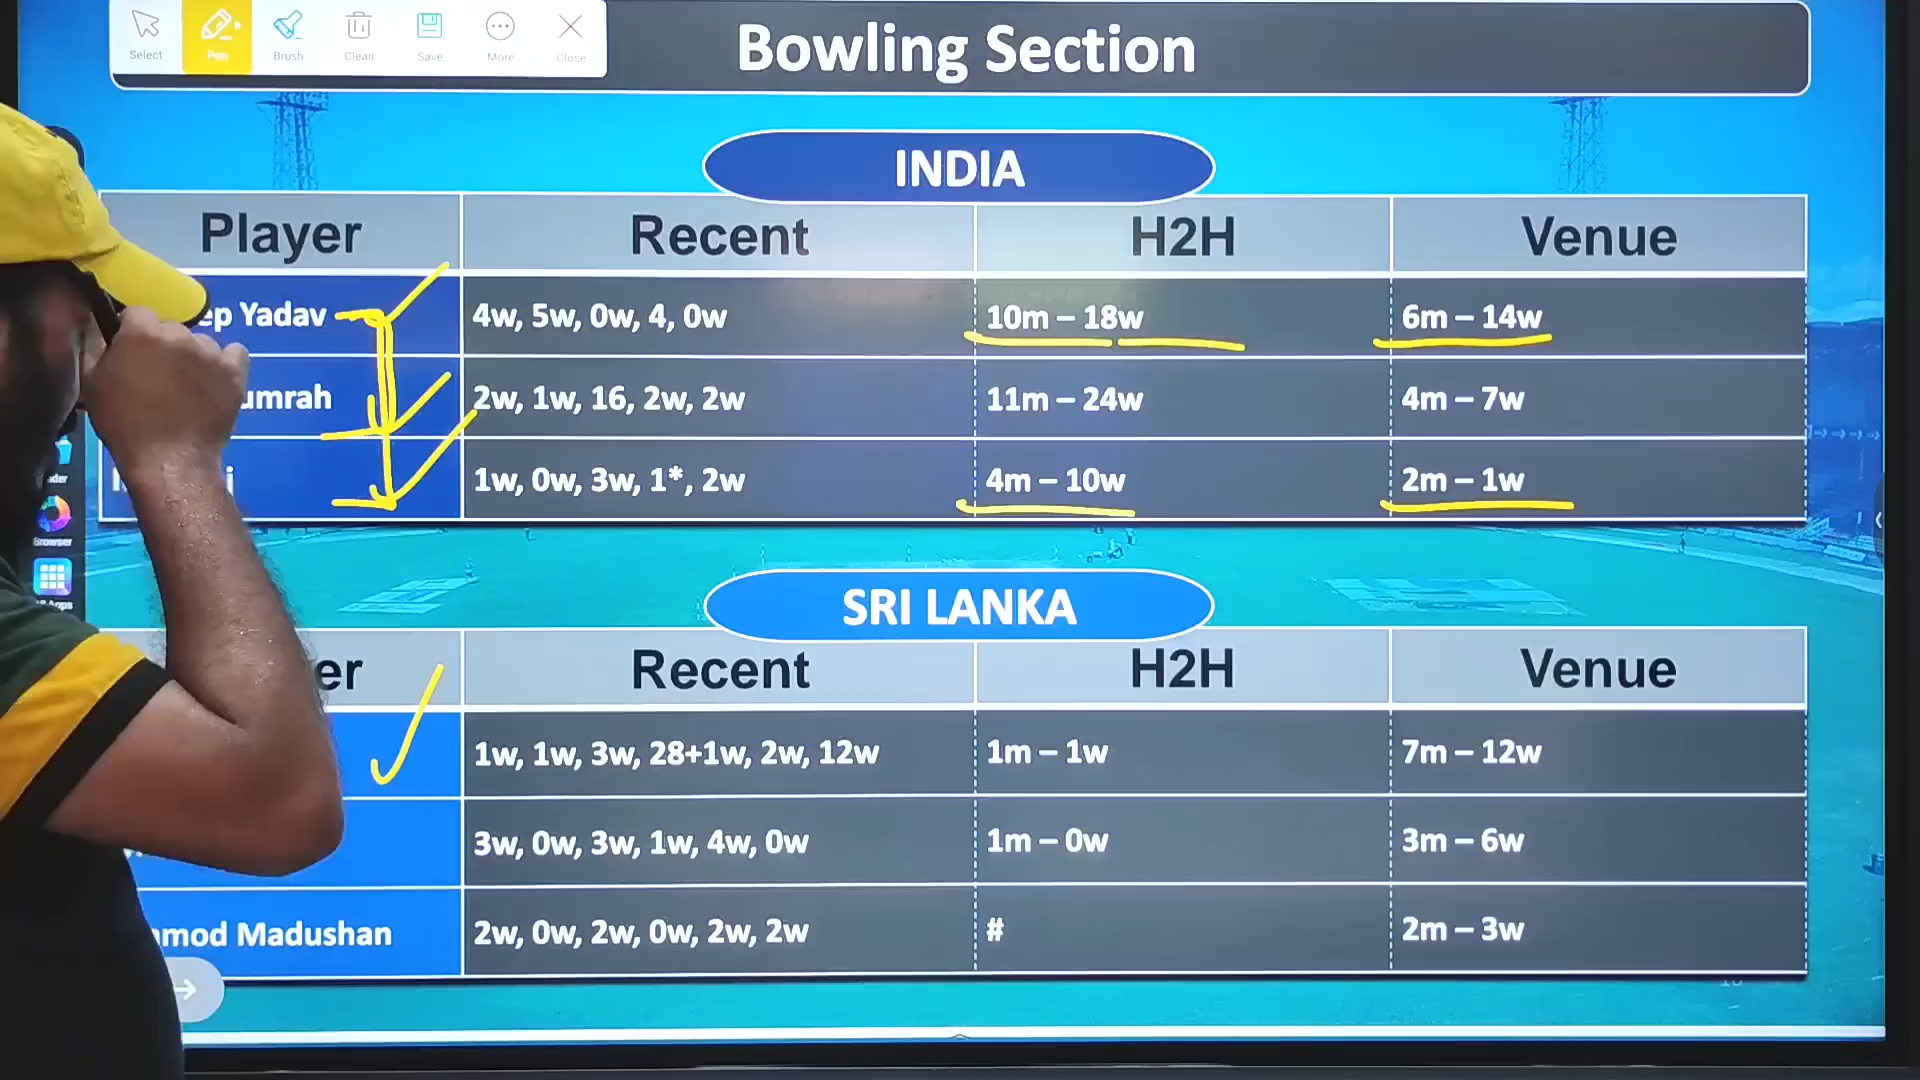 Select Pen Brush Clean Save More Close
Bowling Section
INDIA
Player Recent H2H Venue
ep Yadav 4w, 5w, 0w, 4, 0w 10m – 18w 6m – 14w
umrah 2w, 1w, 16, 2w, 2w 11m – 24w 4m – 7w
i 1w, 0w, 3w, 1*, 2w 4m – 10w 2m – 1w
Browser
SRI LANKA
er Recent H2H Venue
1w, 1w, 3w, 28+1w, 2w, 12w 1m – 1w 7m – 12w
3w, 0w, 3w, 1w, 4w, 0w 1m – 0w 3m – 6w
mod Madushan 2w, 0w, 2w, 0w, 2w, 2w # 2m – 3w